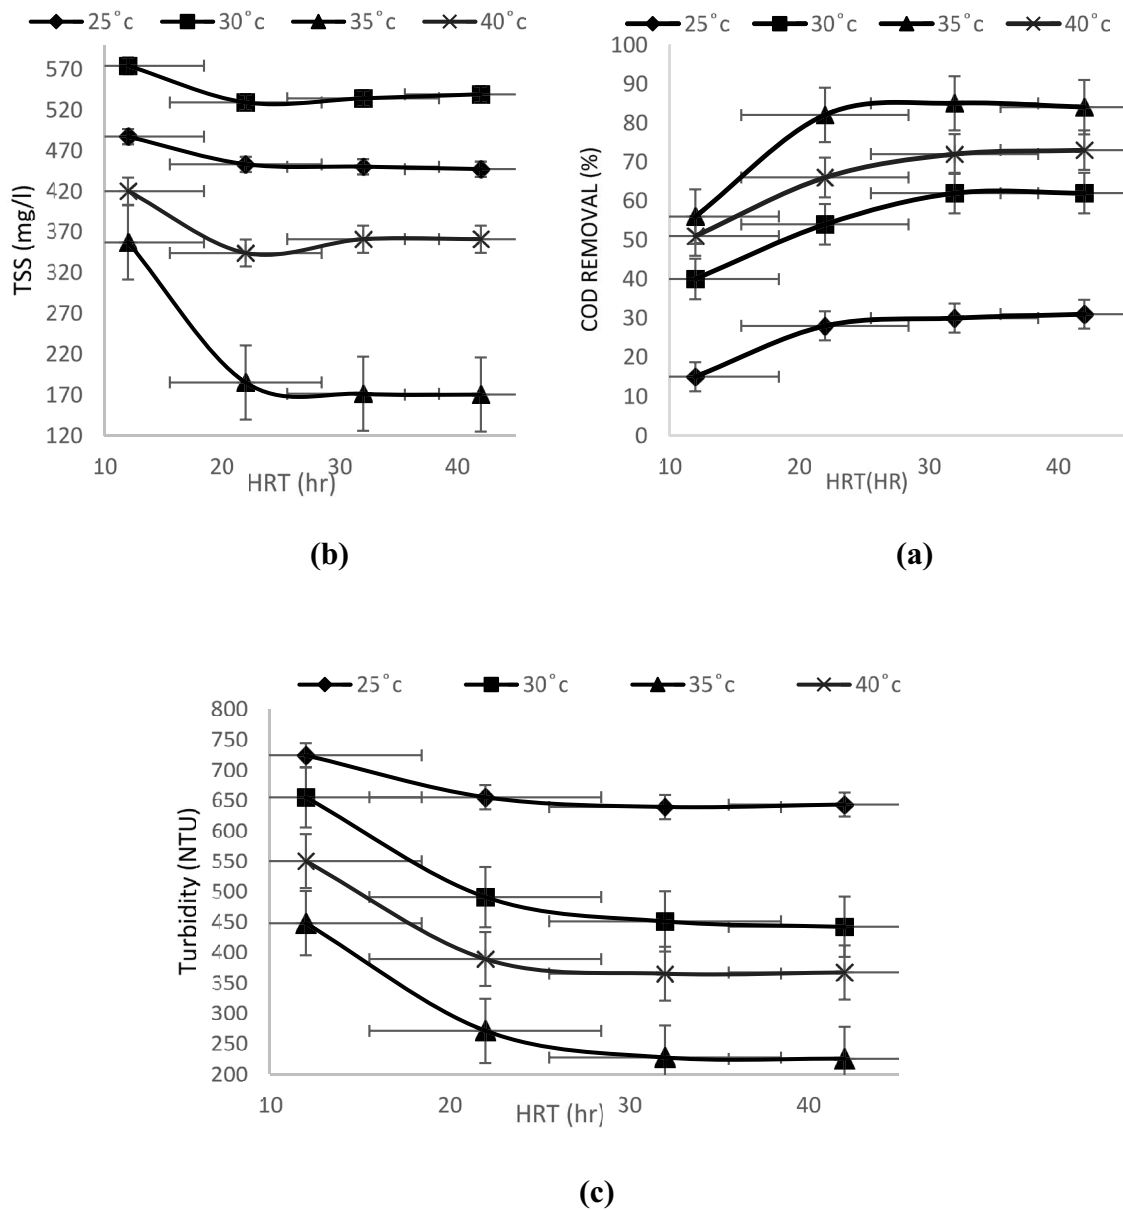 25˚c 30˚c 35˚c 40˚c
570
520
470
420
370
320
270
220
170
120
TSS (mg/l)
10 20 30 40
HRT (hr)
(b)
25˚c 30˚c 35˚c 40˚c
100
90
80
70
60
50
40
30
20
10
0
COD REMOVAL (%)
10 20 30 40
HRT(HR)
(a)
25˚c 30˚c 35˚c 40˚c
800
750
700
650
600
550
500
450
400
350
300
250
200
Turbidity (NTU)
10 20 30 40
HRT (hr)
(c)